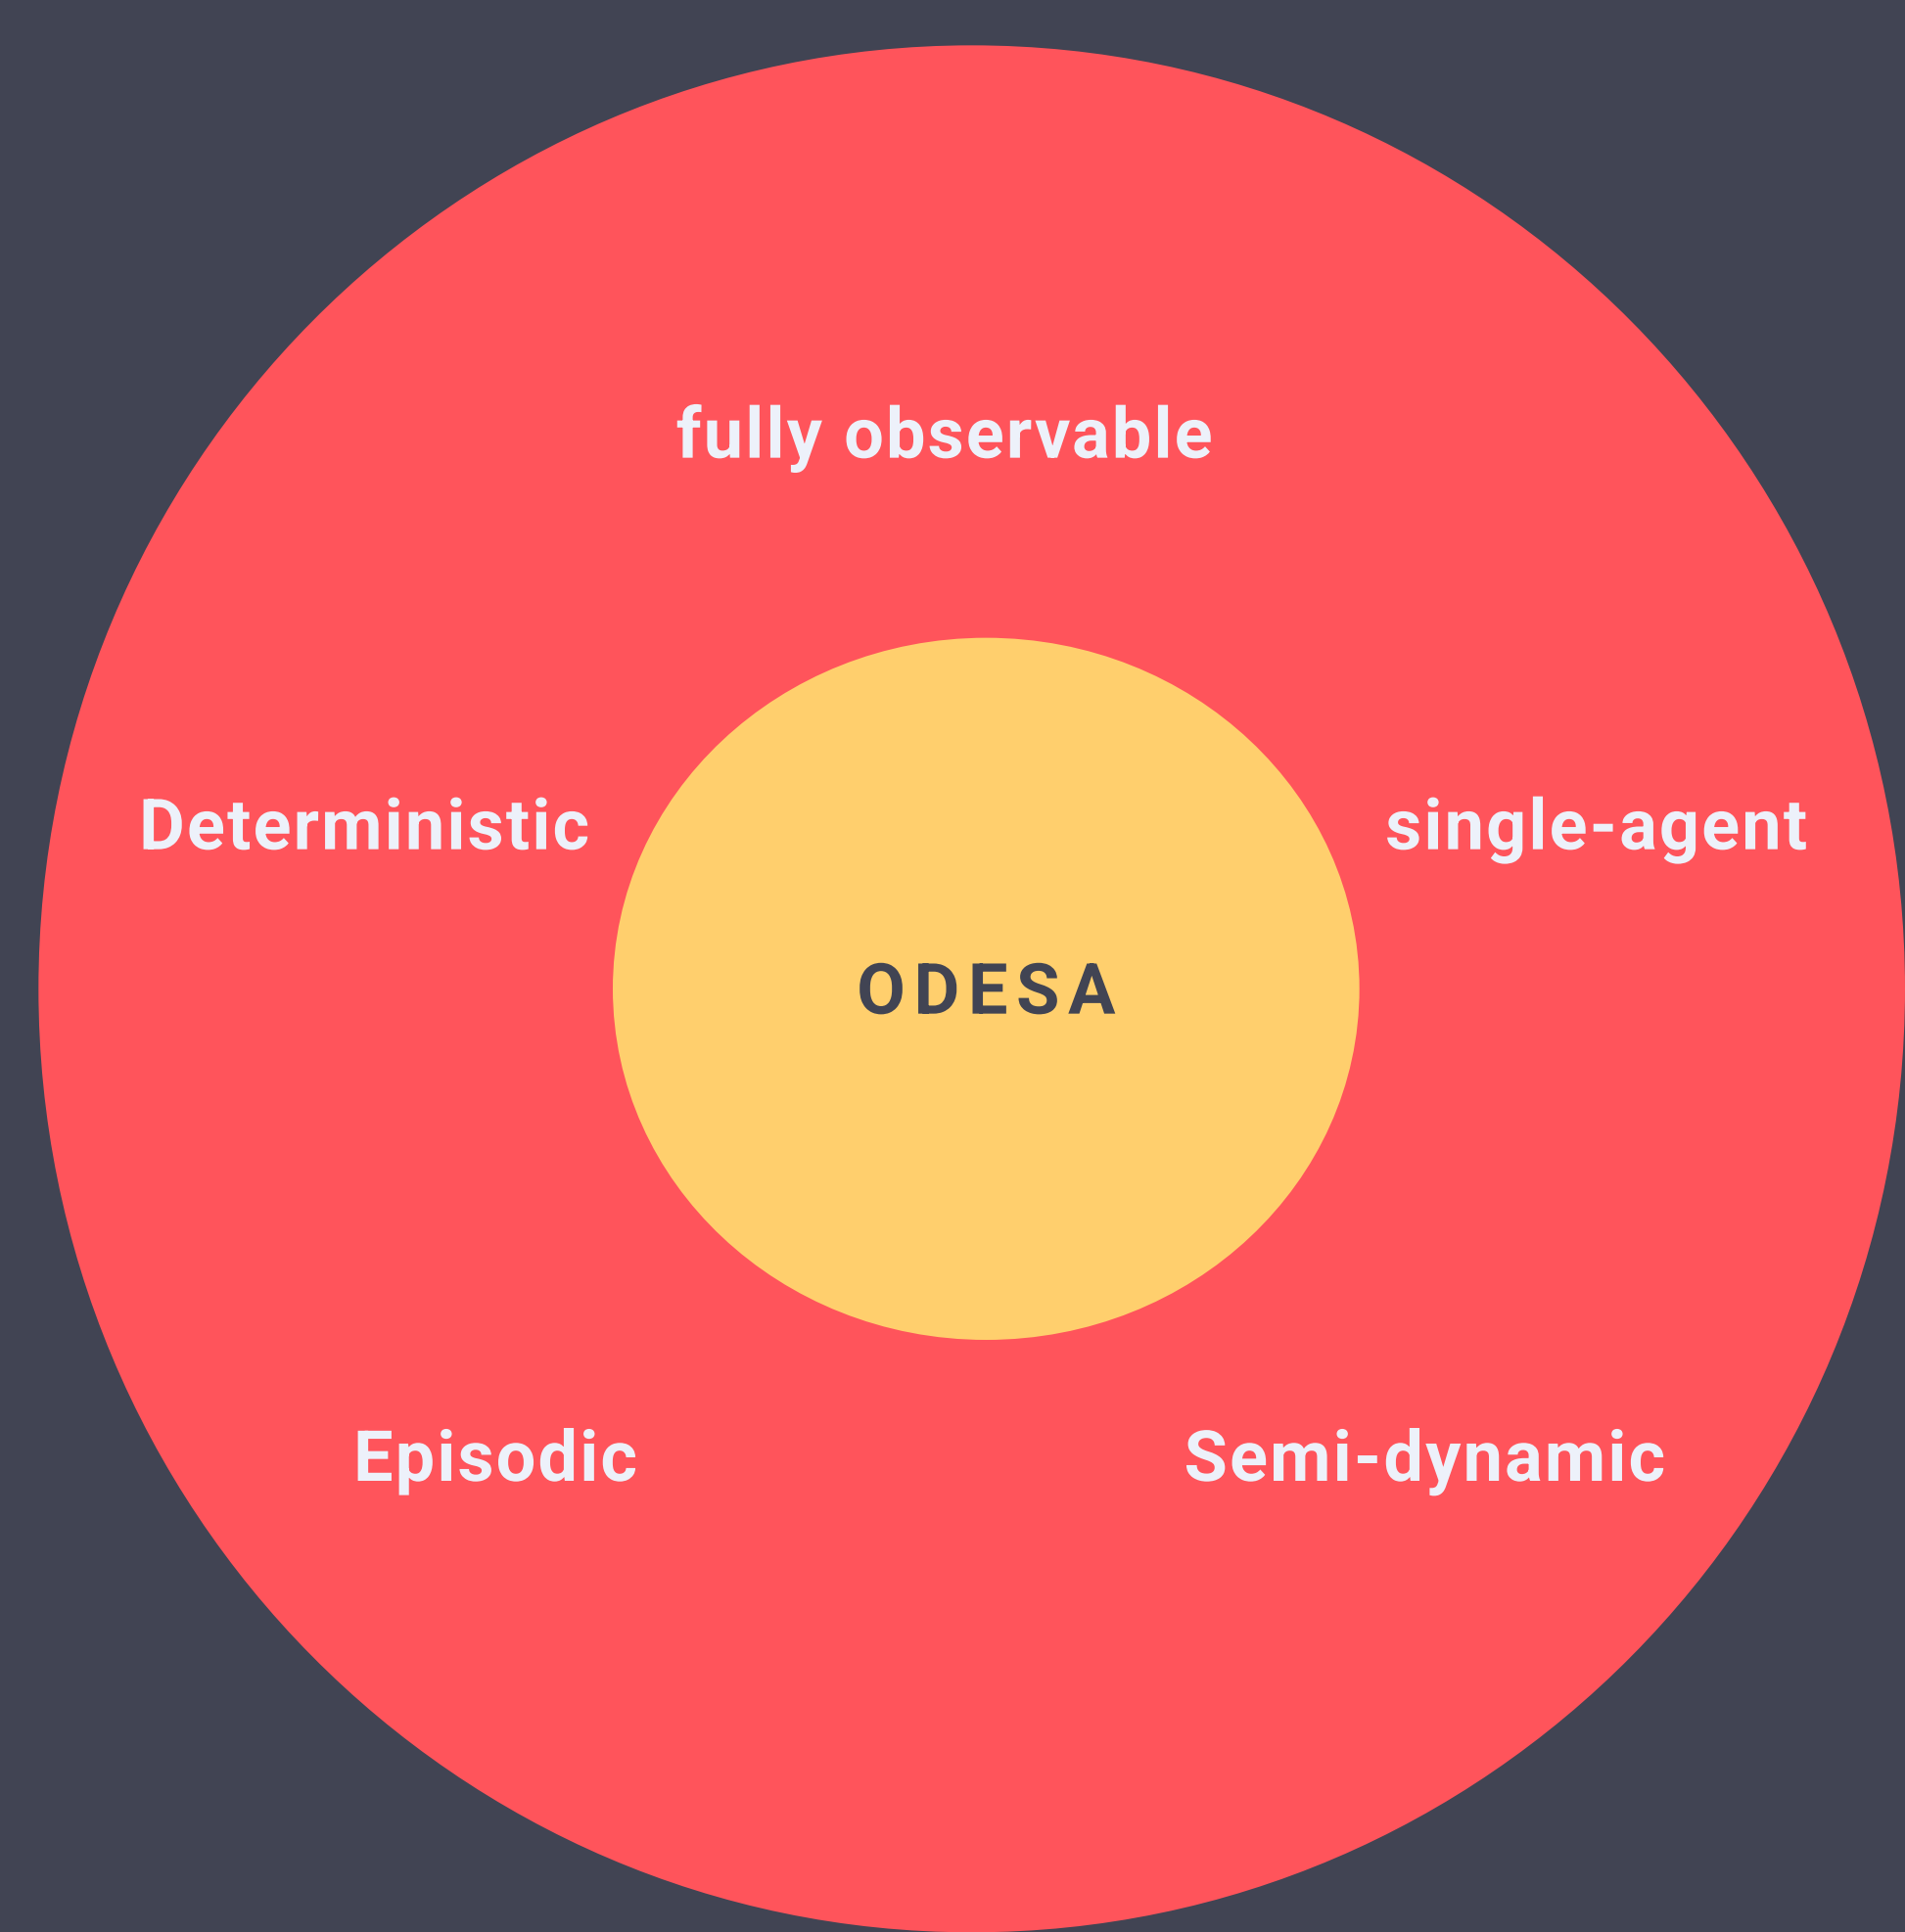 fully observable
Deterministic
single-agent
ODESA
Episodic
Semi-dynamic